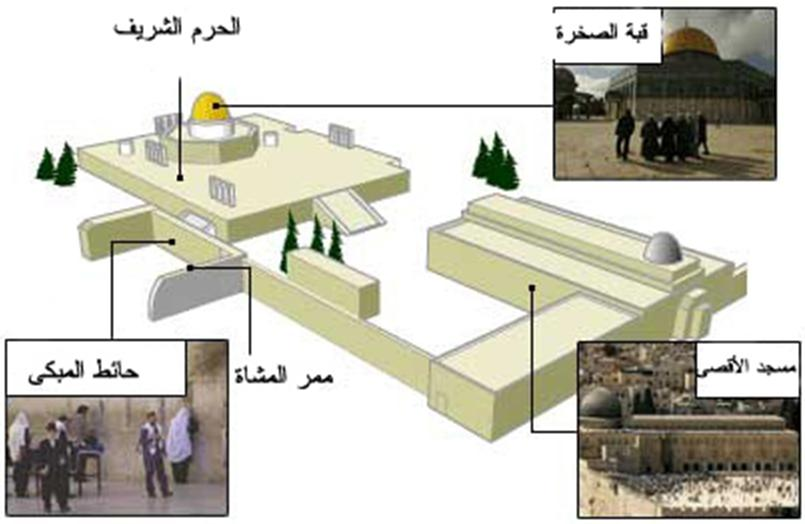 الحرم الشريف
قبة الصخرة
حائط المبكى
ممر المشاة
مسجد الأقصى